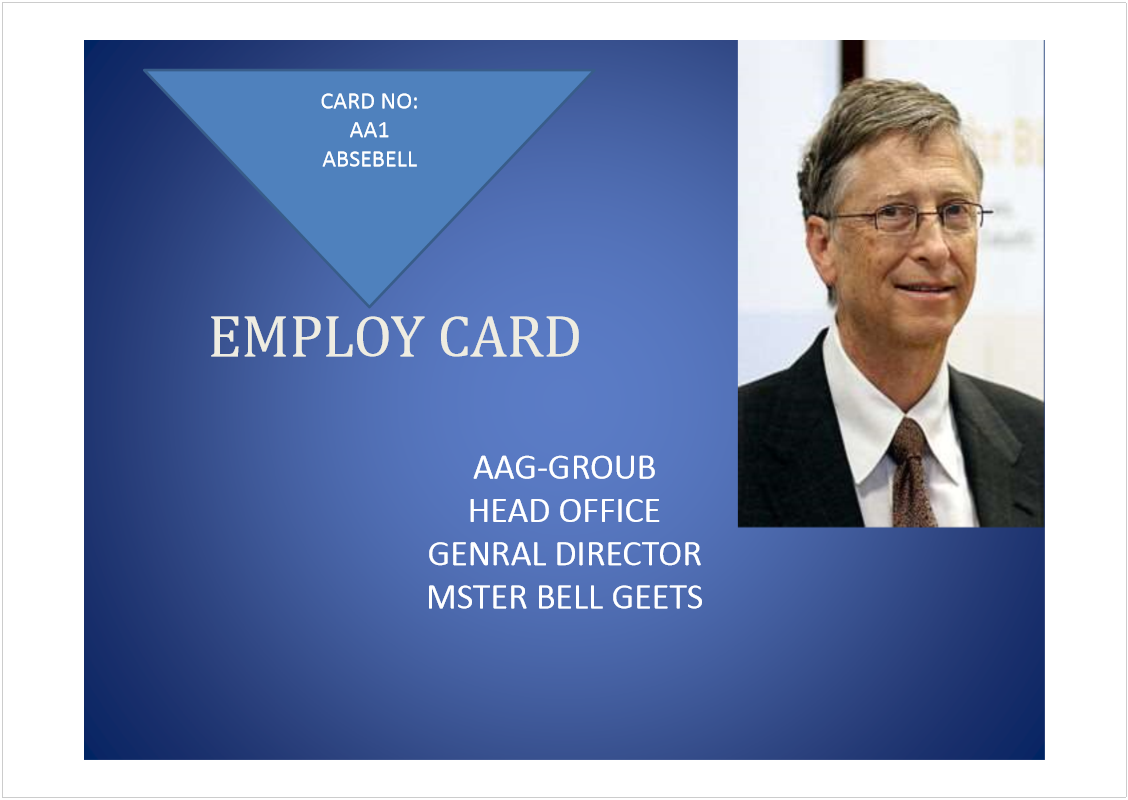 CARD NO:
AA1
ABSEBELL
EMPLOY CARD
AAG-GROUB
HEAD OFFICE
GENRAL DIRECTOR
MSTER BELL GEETS